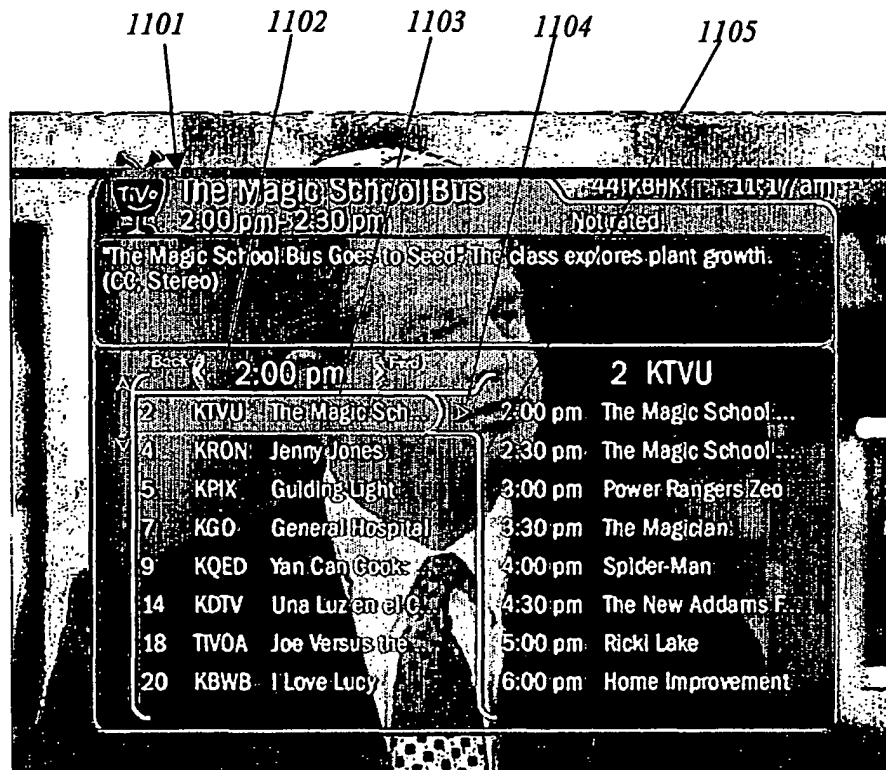 1101 1102 1103 1104 1105
TiVo The Magic School Bus 44 KBHK 11:17 am
2:00 pm - 2:30 pm Not rated
"The Magic School Bus Goes to Seed" The class explores plant growth.
(CC, Stereo)
2:00 pm 2 KTVU
2 KTVU The Magic Sch... 2:00 pm The Magic School ...
4 KRON Jenny Jones 2:30 pm The Magic School ...
5 KPIX Guiding Light 3:00 pm Power Rangers Zeo
7 KGO General Hospital 3:30 pm The Magician
9 KQED Yan Can Cook: ... 4:00 pm Spider-Man
14 KDTV Una Luz en el C... 4:30 pm The New Addams F...
18 TIVOA Joe Versus the ... 5:00 pm Ricki Lake
20 KBWB I Love Lucy 6:00 pm Home Improvement